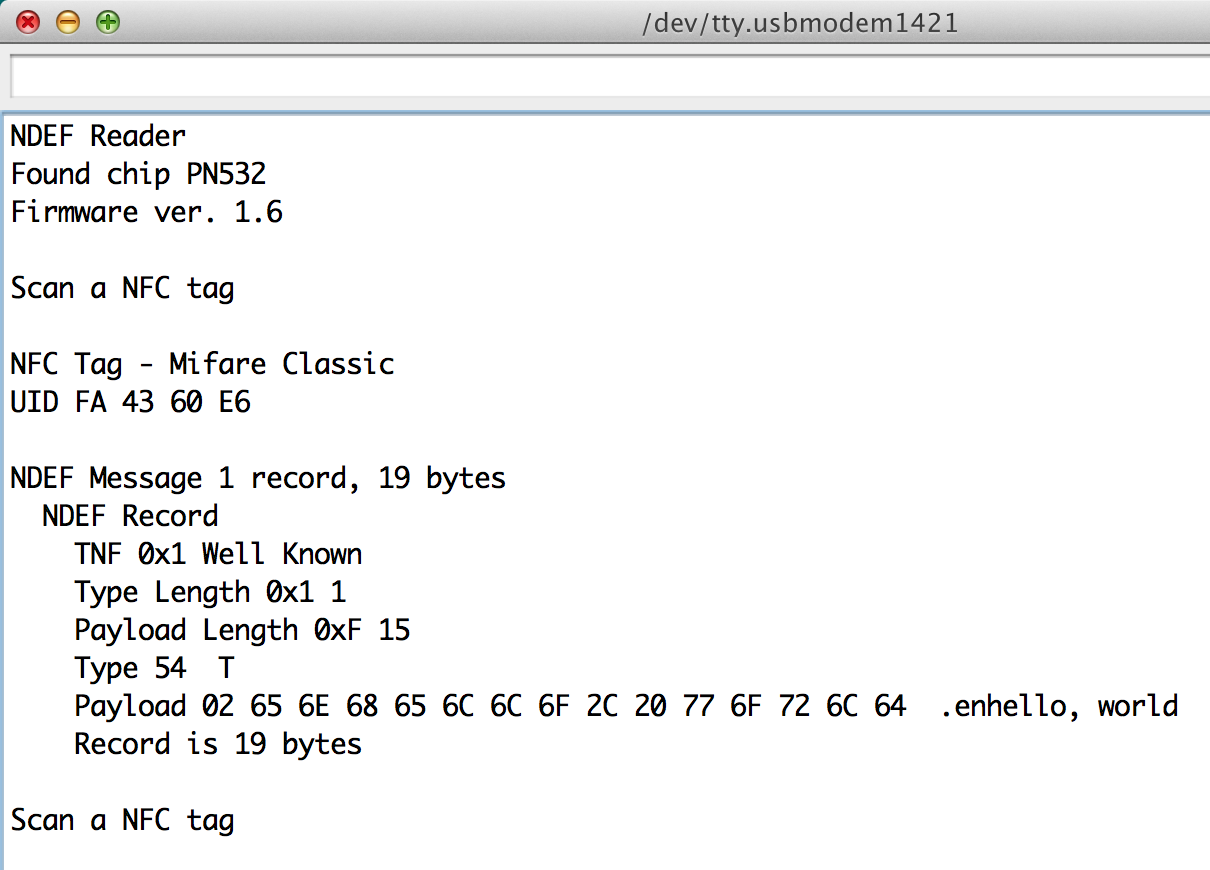 /dev/tty.usbmodem1421
NDEF Reader
Found chip PN532
Firmware ver. 1.6
Scan a NFC tag
NFC Tag - Mifare Classic
UID FA 43 60 E6
NDEF Message 1 record, 19 bytes
NDEF Record
TNF 0x1 Well Known
Type Length 0x1 1
Payload Length 0xF 15
Type 54  T
Payload 02 65 6E 68 65 6C 6C 6F 2C 20 77 6F 72 6C 64  .enhello, world
Record is 19 bytes
Scan a NFC tag